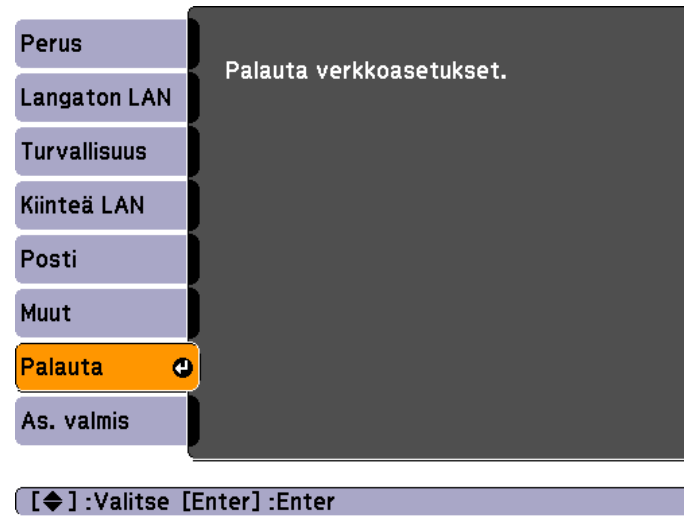 Perus
Langaton LAN
Turvallisuus
Kiinteä LAN
Posti
Muut
Palauta
As. valmis
Palauta verkkoasetukset.
[◆] :Valitse [Enter] :Enter